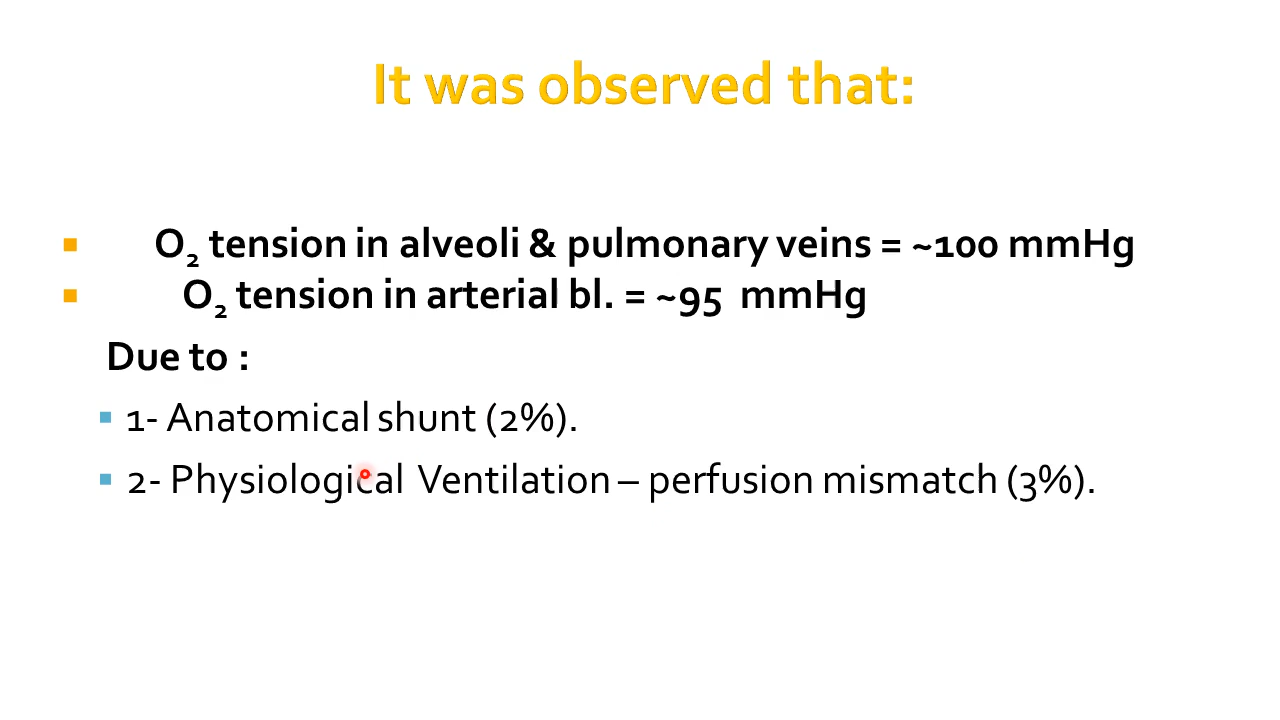 It was observed that:
O₂ tension in alveoli & pulmonary veins = ~100 mmHg
O₂ tension in arterial bl. = ~95 mmHg
Due to :
1- Anatomical shunt (2%).
2- Physiological Ventilation – perfusion mismatch (3%).